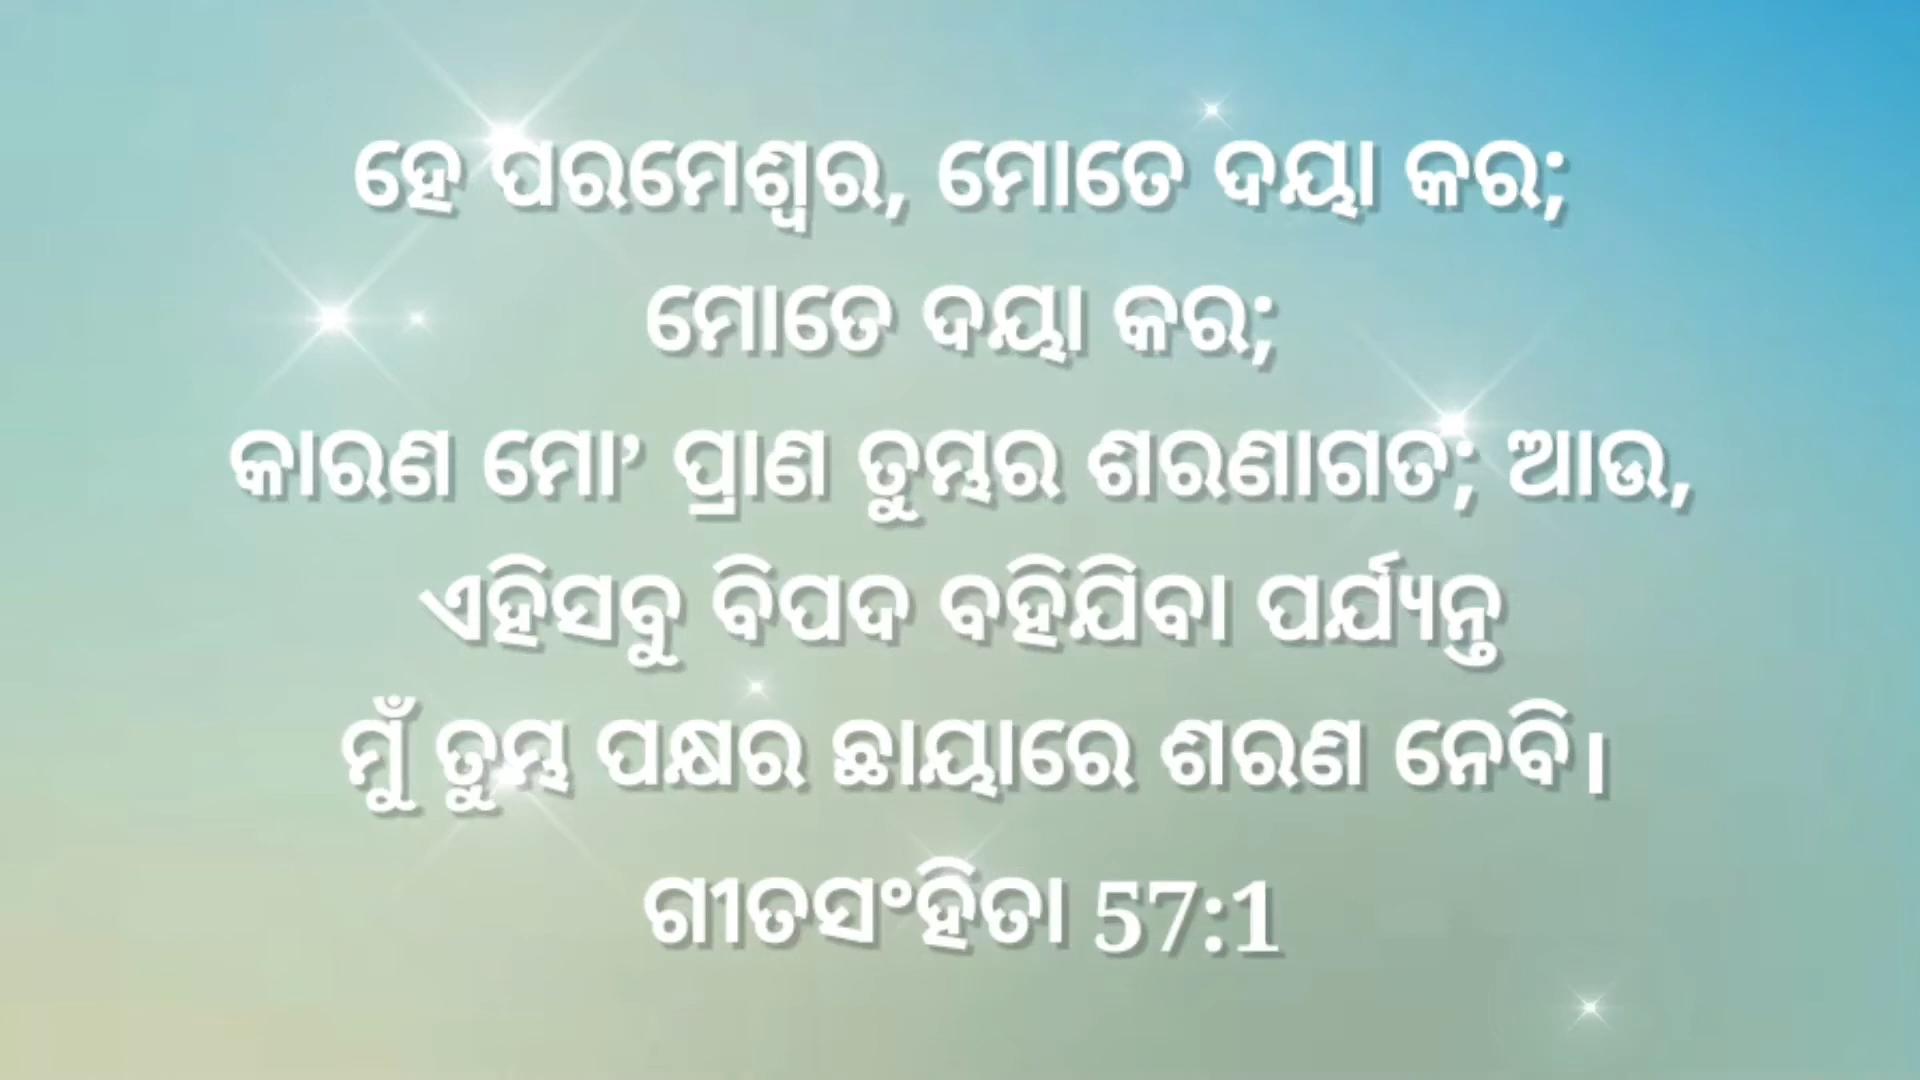 ହେ ପରମେଶ୍ୱର, ମୋତେ ଦୟା କର;
ମୋତେ ଦୟା କର;
କାରଣ ମୋ’ ପ୍ରାଣ ତୁମ୍ଭର ଶରଣାଗତ; ଆଉ,
ଏହିସବୁ ବିପଦ ବହିଯିବା ପର୍ଯ୍ୟନ୍ତ
ମୁଁ ତୁମ୍ଭ ପକ୍ଷର ଛାୟାରେ ଶରଣ ନେବି।
ଗୀତସଂହିତା 57:1